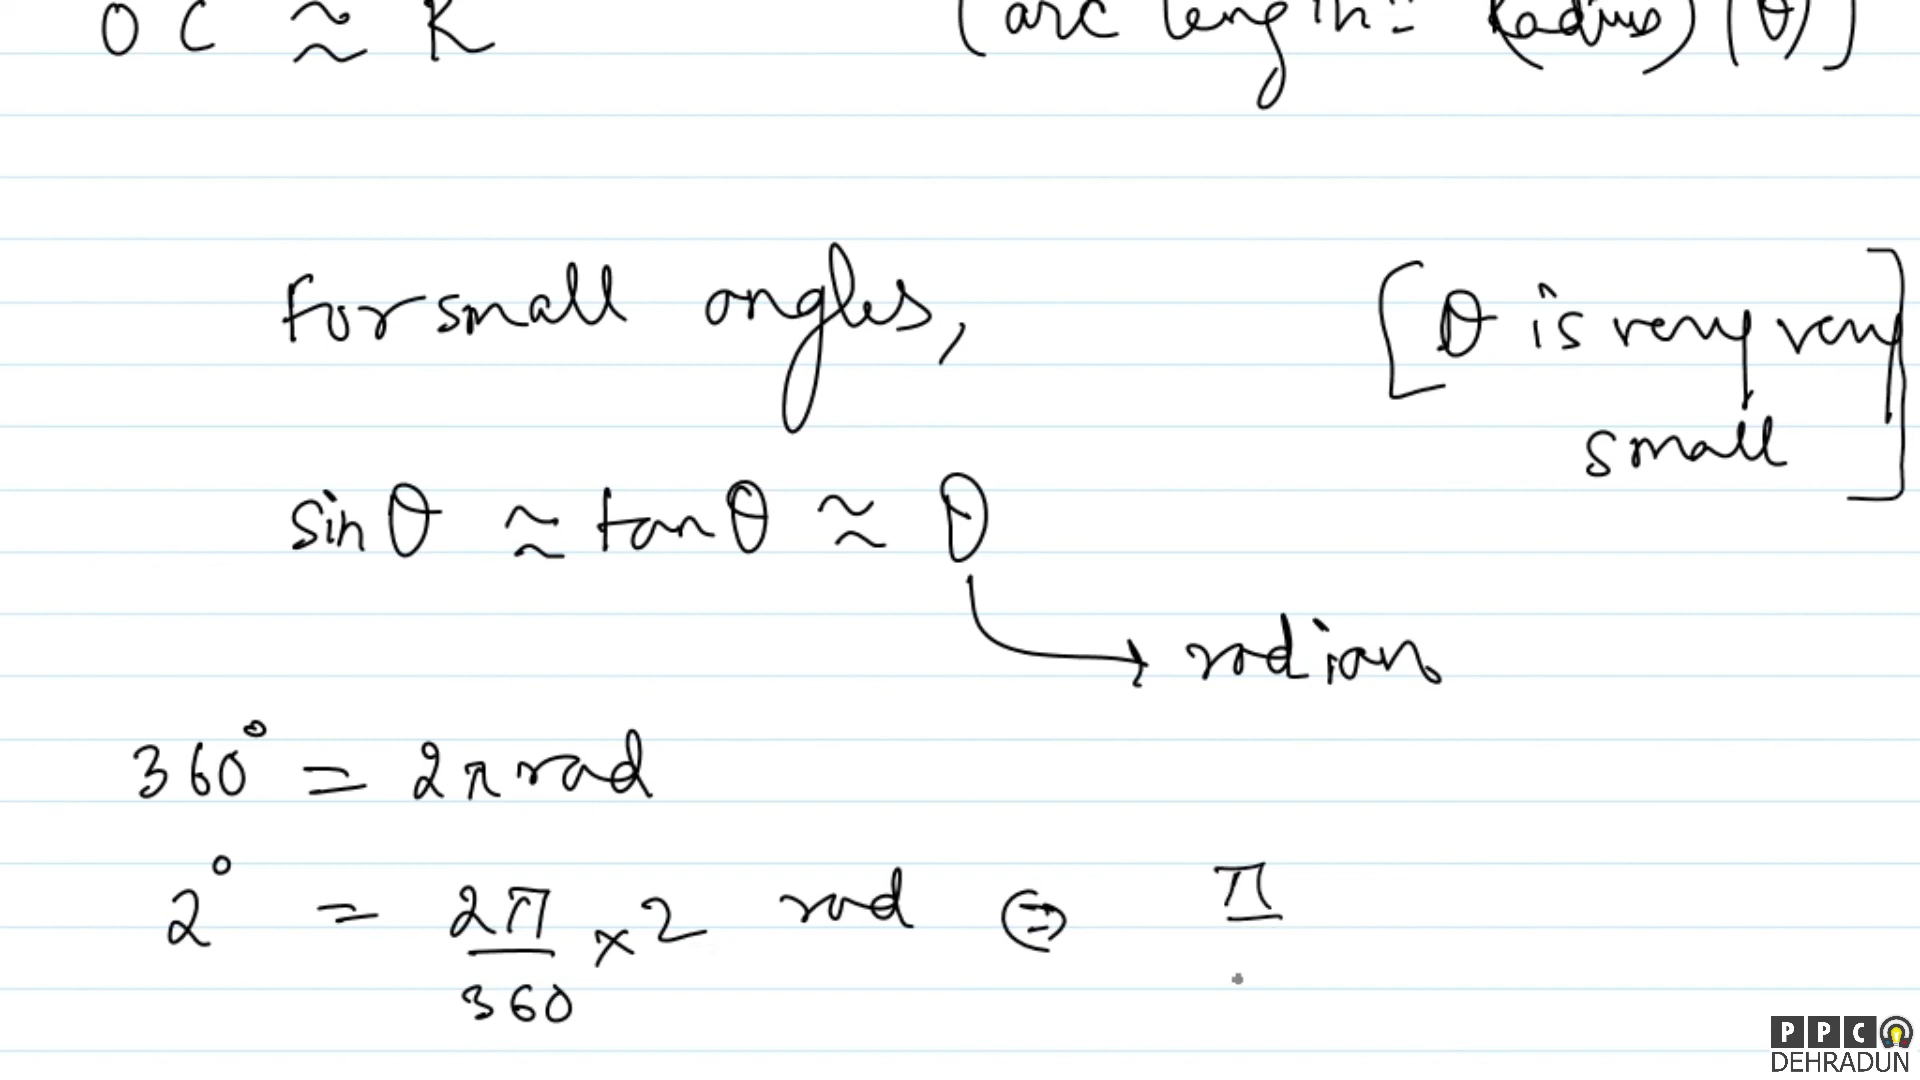 OC ≈ R (arc length = (Radius)(θ)]
for small angles, [θ is very very
small]
sin θ ≈ tan θ ≈ θ
→ radian
360° = 2π rad
2° = 2π/360 × 2 rad ⇒ π
PPC
DEHRADUN